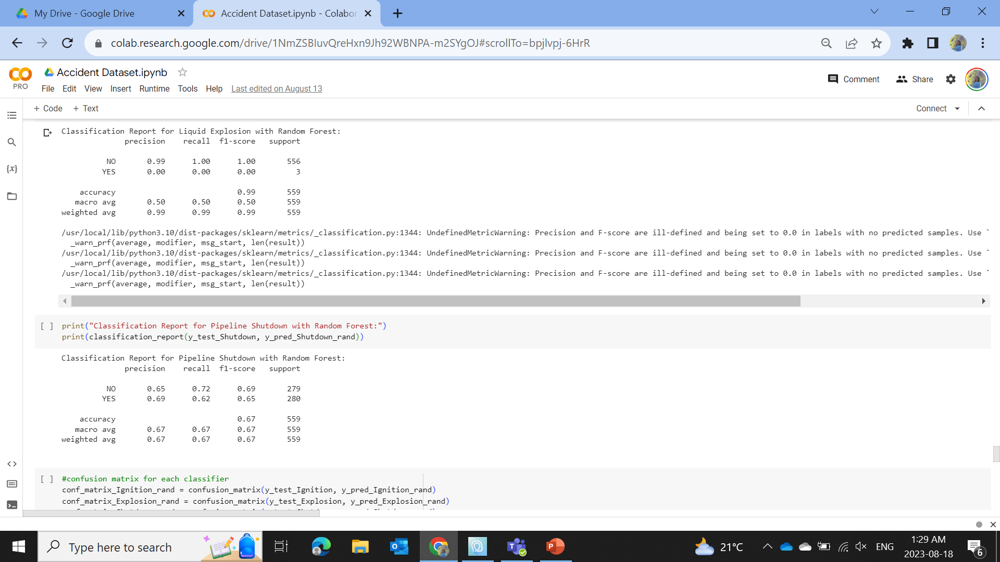 My Drive - Google Drive
Accident Dataset.ipynb - Colabor
colab.research.google.com/drive/1NmZSBIuvQreHxn9Jh92WBNPA-m2SYgOJ#scrollTo=bpjlvpj-6HrR
PRO
Accident Dataset.ipynb
File Edit View Insert Runtime Tools Help Last edited on August 13
Comment Share
+ Code + Text
Connect
{x}
Classification Report for Liquid Explosion with Random Forest:
precision recall f1-score support
NO 0.99 1.00 1.00 556
YES 0.00 0.00 0.00 3
accuracy 0.99 559
macro avg 0.50 0.50 0.50 559
weighted avg 0.99 0.99 0.99 559
/usr/local/lib/python3.10/dist-packages/sklearn/metrics/_classification.py:1344: UndefinedMetricWarning: Precision and F-score are ill-defined and being set to 0.0 in labels with no predicted samples. Use `
_warn_prf(average, modifier, msg_start, len(result))
/usr/local/lib/python3.10/dist-packages/sklearn/metrics/_classification.py:1344: UndefinedMetricWarning: Precision and F-score are ill-defined and being set to 0.0 in labels with no predicted samples. Use `
_warn_prf(average, modifier, msg_start, len(result))
/usr/local/lib/python3.10/dist-packages/sklearn/metrics/_classification.py:1344: UndefinedMetricWarning: Precision and F-score are ill-defined and being set to 0.0 in labels with no predicted samples. Use `
_warn_prf(average, modifier, msg_start, len(result))
[ ] print("Classification Report for Pipeline Shutdown with Random Forest:")
print(classification_report(y_test_Shutdown, y_pred_Shutdown_rand))
Classification Report for Pipeline Shutdown with Random Forest:
precision recall f1-score support
NO 0.65 0.72 0.69 279
YES 0.69 0.62 0.65 280
accuracy 0.67 559
macro avg 0.67 0.67 0.67 559
weighted avg 0.67 0.67 0.67 559
[ ] #confusion matrix for each classifier
conf_matrix_Ignition_rand = confusion_matrix(y_test_Ignition, y_pred_Ignition_rand)
conf_matrix_Explosion_rand = confusion_matrix(y_test_Explosion, y_pred_Explosion_rand)
Type here to search
21°C
ENG
1:29 AM
2023-08-18
6